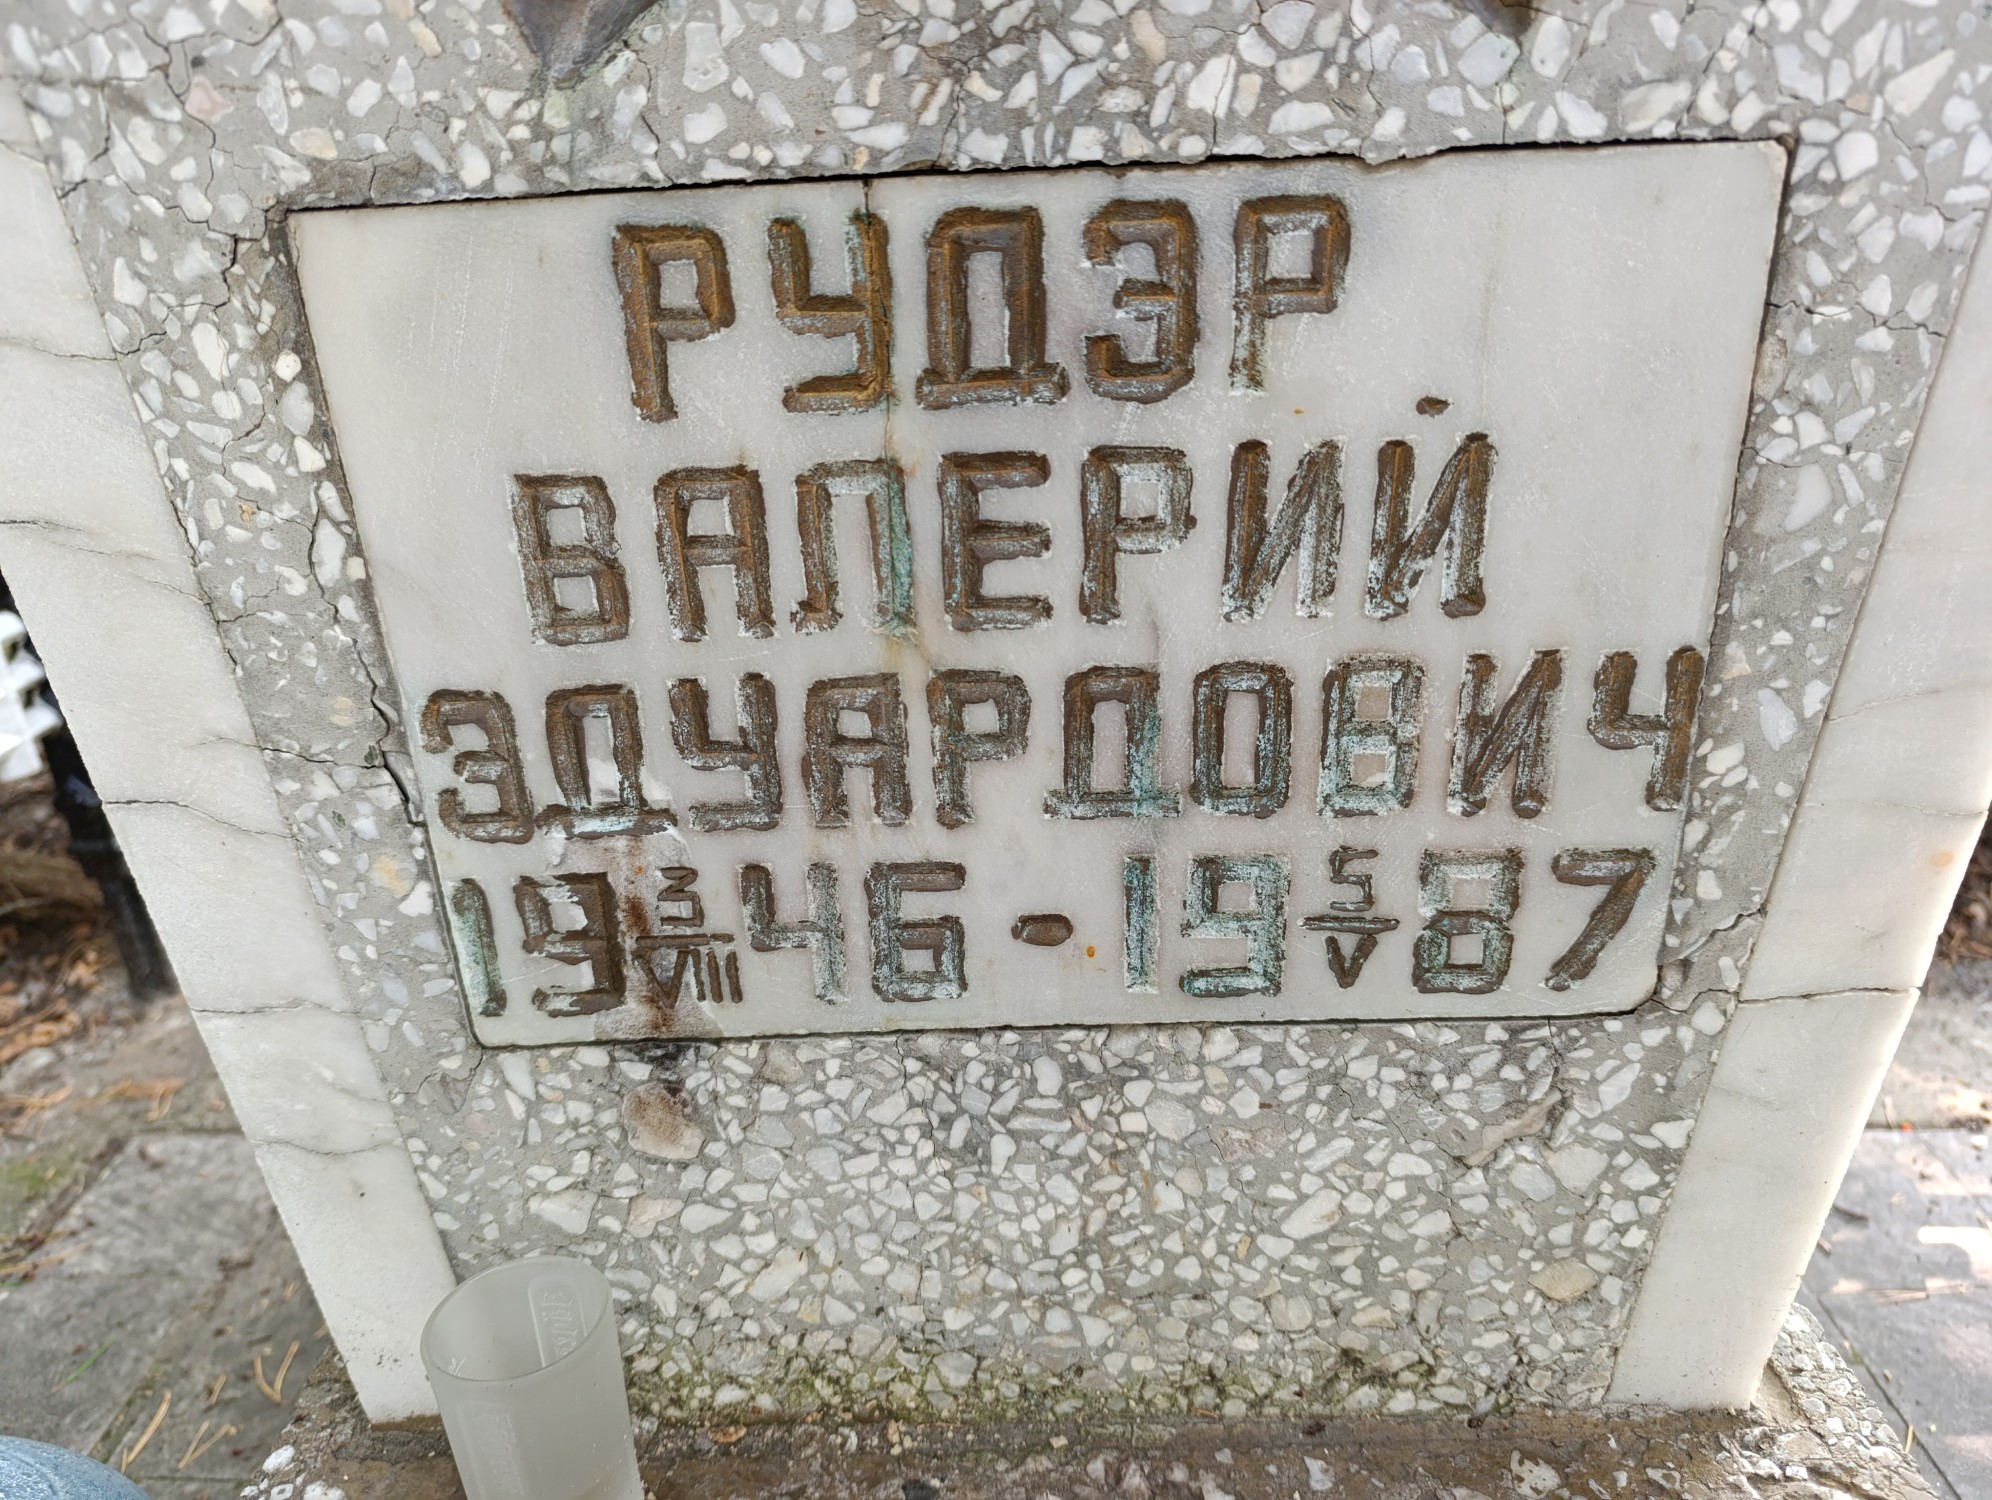 РУДЭР
ВАЛЕРИЙ
ЭДУАРДОВИЧ
19 3/VIII 46 - 19 5/V 87